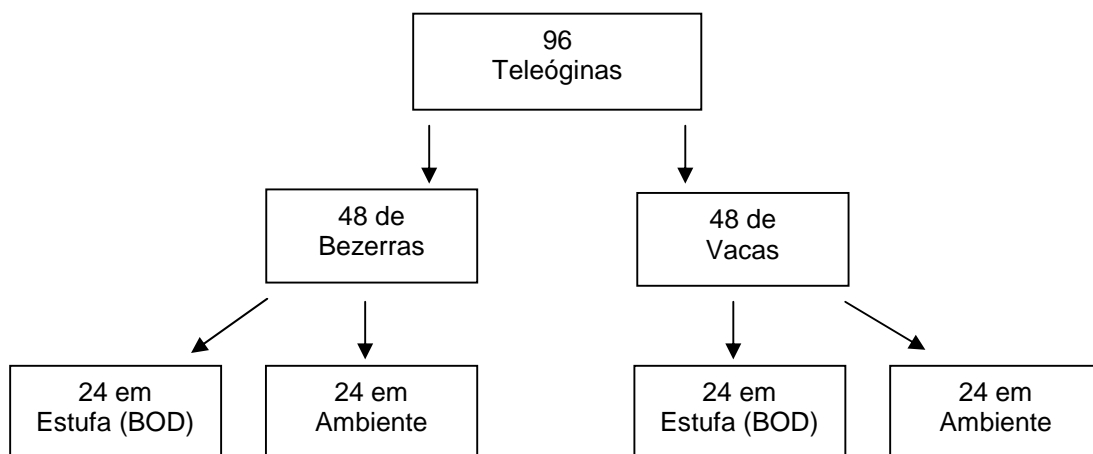 96
Teleóginas
48 de
Bezerras
48 de
Vacas
24 em
Estufa (BOD)
24 em
Ambiente
24 em
Estufa (BOD)
24 em
Ambiente